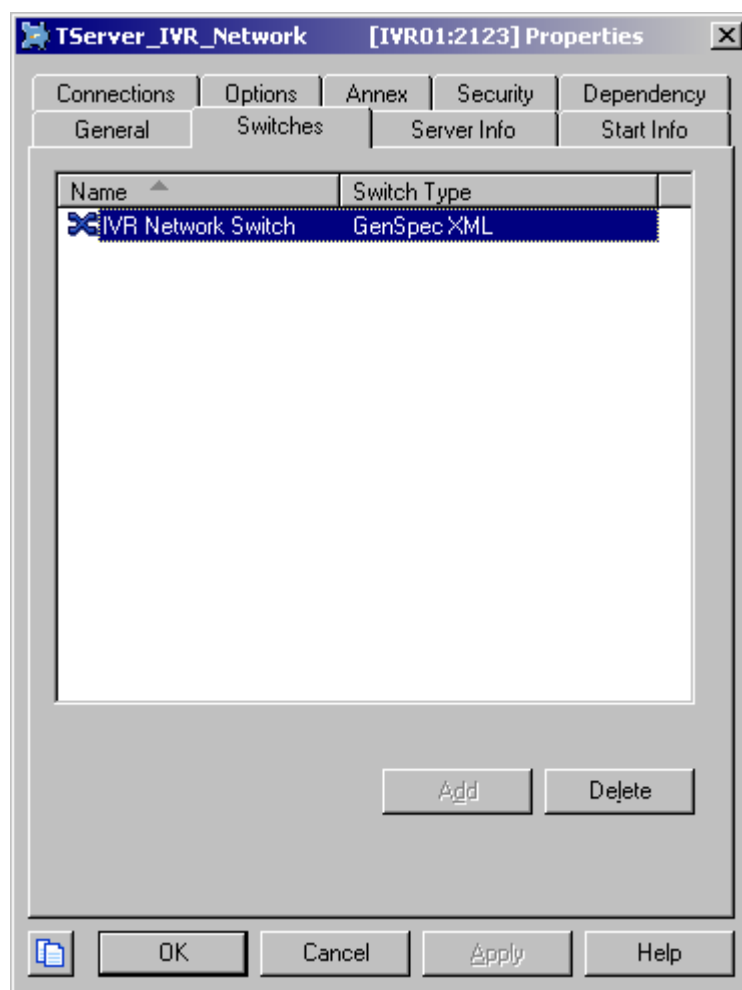 TServer_IVR_Network [IVR01:2123] Properties
Connections Options Annex Security Dependency
General Switches Server Info Start Info
Name Switch Type
IVR Network Switch GenSpec XML
Add Delete
OK Cancel Apply Help